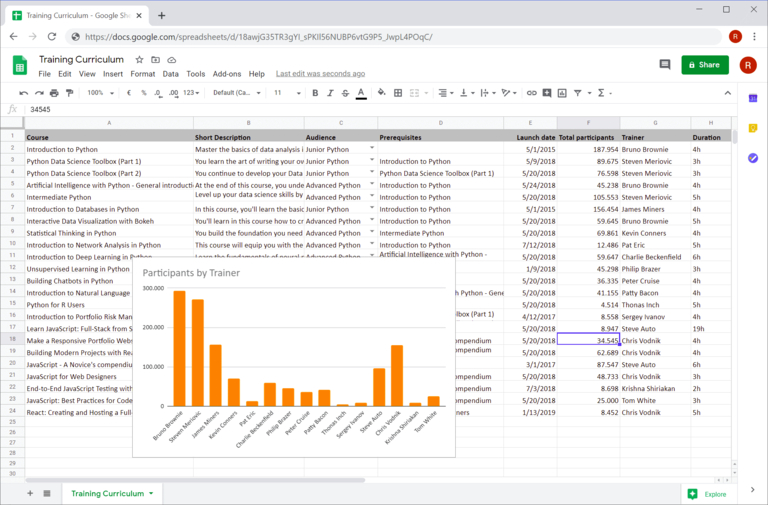 Training Curriculum - Google Sh
https://docs.google.com/spreadsheets/d/18awjG35TR3gYI_sPKIl56NUBP6vtG9P5_JwpL4POqC/
R
Training Curriculum
File Edit View Insert Format Data Tools Add-ons Help Last edit was seconds ago
Share
R
100% € % .0 .00 123 Default (Ca... 11 B I S A
fx 34545
A B C D E F G H
1 Course Short Description Audience Prerequisites Launch date Total participants Trainer Duration
2 Introduction to Python Master the basics of data analysis i Junior Python 5/1/2015 187.954 Bruno Brownie 4h
3 Python Data Science Toolbox (Part 1) You learn the art of writing your ov Junior Python Introduction to Python 5/9/2018 89.675 Steven Meriovic 3h
4 Python Data Science Toolbox (Part 2) You continue to develop your Data Junior Python Python Data Science Toolbox (Part 1) 5/20/2018 76.598 Steven Meriovic 3h
5 Artificial Intelligence with Python - General introducti At the end of this course, you unde Advanced Python Introduction to Python 5/24/2018 45.238 Bruno Brownie 4h
6 Intermediate Python Level up your data science skills by Advanced Python Introduction to Python 5/20/2018 105.553 Steven Meriovic 5h
7 Introduction to Databases in Python In this course, you'll learn the basic Junior Python Introduction to Python 5/1/2015 156.454 James Miners 4h
8 Interactive Data Visualization with Bokeh You'll learn in this course how to cr Advanced Python Introduction to Python 5/20/2018 59.645 Bruno Brownie 5h
9 Statistical Thinking in Python You build the foundation you need Advanced Python Intermediate Python 5/20/2018 69.861 Kevin Conners 4h
10 Introduction to Network Analysis in Python This course will equip you with the Advanced Python Introduction to Python 7/12/2018 12.486 Pat Eric 5h
11 Introduction to Deep Learning in Python Learn the fundamentals of neural Advanced Python Artificial Intelligence with Python - 5/20/2018 59.647 Charlie Beckenfield 6h
12 Unsupervised Learning in Python 1/9/2018 45.298 Philip Brazer 3h
13 Building Chatbots in Python 5/20/2018 36.335 Peter Cruise 4h
14 Introduction to Natural Language th Python - Gene 5/20/2018 41.155 Patty Bacon 4h
15 Python for R Users 5/20/2018 4.514 Thomas Inch 5h
16 Introduction to Portfolio Risk Man lbox (Part 1) 4/12/2017 8.558 Sergey Ivanov 4h
17 Learn JavaScript: Full-Stack from S 5/20/2018 8.947 Steve Auto 19h
18 Make a Responsive Portfolio Webs mpendium 5/20/2018 34.545 Chris Vodnik 4h
19 Building Modern Projects with Rea mpendium 5/20/2018 62.689 Chris Vodnik 4h
20 JavaScript - A Novice's compendiu 3/1/2017 87.547 Steve Auto 6h
21 JavaScript for Web Designers mpendium 5/20/2018 48.733 Chris Vodnik 3h
22 End-to-End JavaScript Testing with mpendium 7/3/2018 8.698 Krishna Shiriakan 2h
23 JavaScript: Best Practices for Code mpendium 5/20/2018 25.000 Tom White 3h
24 React: Creating and Hosting a Full- ners 1/13/2019 8.452 Chris Vodnik 5h
25
26
27
28
29
30
Participants by Trainer
300.000
200.000
100.000
0
Bruno Brownie Steven Meriovic James Miners Kevin Conners Pat Eric Charlie Beckenfield Philip Brazer Peter Cruise Patty Bacon Thomas Inch Sergey Ivanov Steve Auto Chris Vodnik Krishna Shiriakan Tom White
Training Curriculum
Explore